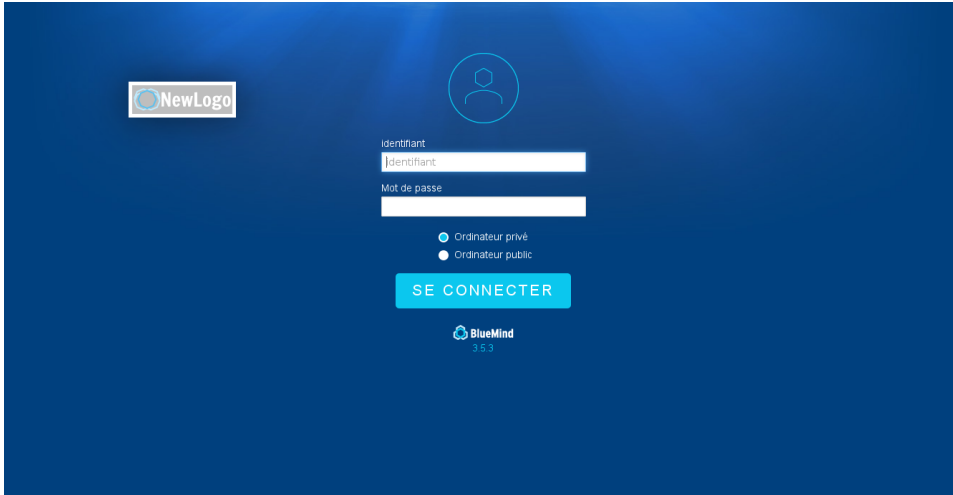 NewLogo
identifiant
identifiant
Mot de passe
Ordinateur privé
Ordinateur public
SE CONNECTER
BlueMind
3.5.3